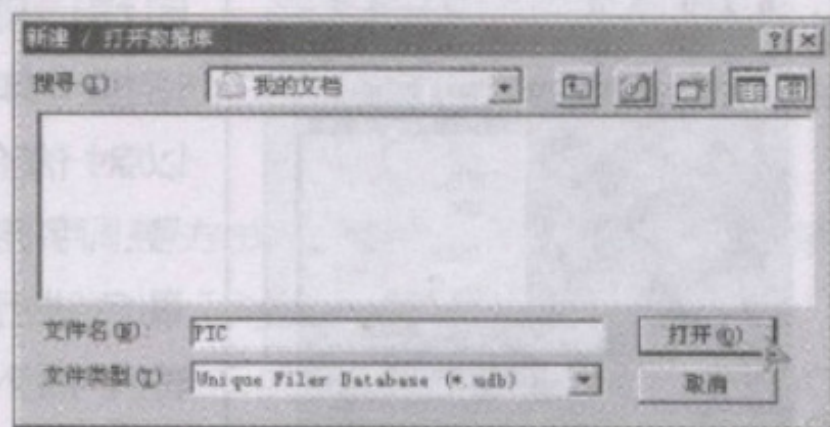 新建 / 打开数据库
搜寻(I): 我的文档
文件名(N): PIC 打开(O)
文件类型(T): Unique Filer Database (*.udb) 取消